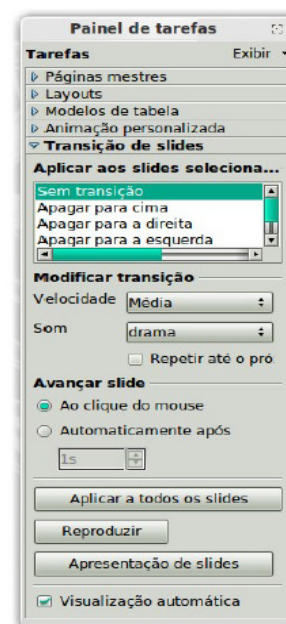 Painel de tarefas
Tarefas Exibir
Páginas mestres
Layouts
Modelos de tabela
Animação personalizada
Transição de slides
Aplicar aos slides seleciona...
Sem transição
Apagar para cima
Apagar para a direita
Apagar para a esquerda
Modificar transição
Velocidade Média
Som drama
Repetir até o pró
Avançar slide
Ao clique do mouse
Automaticamente após
1s
Aplicar a todos os slides
Reproduzir
Apresentação de slides
Visualização automática